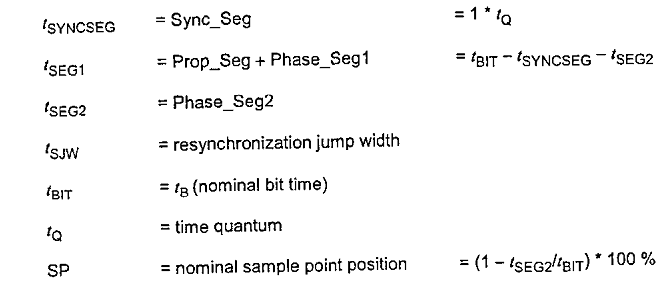 tSYNCSEG = Sync_Seg = 1 * tQ
tSEG1 = Prop_Seg + Phase_Seg1 = tBIT – tSYNCSEG – tSEG2
tSEG2 = Phase_Seg2
tSJW = resynchronization jump width
tBIT = tB (nominal bit time)
tQ = time quantum
SP = nominal sample point position = (1 – tSEG2/tBIT) * 100 %